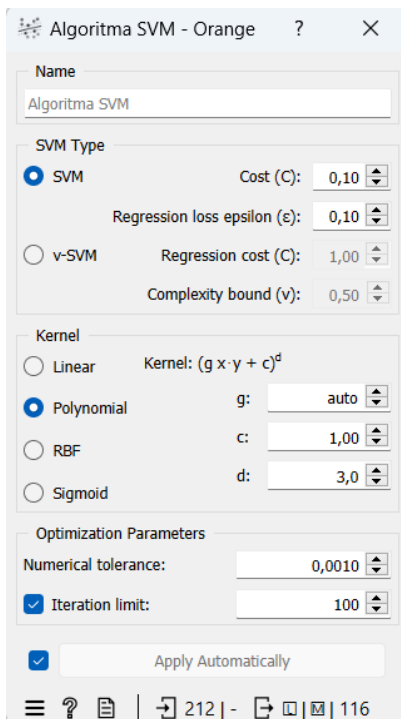 Algoritma SVM - Orange ? ×
Name
Algoritma SVM
SVM Type
SVM Cost (C): 0,10
Regression loss epsilon (ε): 0,10
v-SVM Regression cost (C): 1,00
Complexity bound (v): 0,50
Kernel
Linear Kernel: (g x·y + c)ᵈ
Polynomial g: auto
c: 1,00
RBF
d: 3,0
Sigmoid
Optimization Parameters
Numerical tolerance: 0,0010
Iteration limit: 100
Apply Automatically
? 212 | - L | M | 116